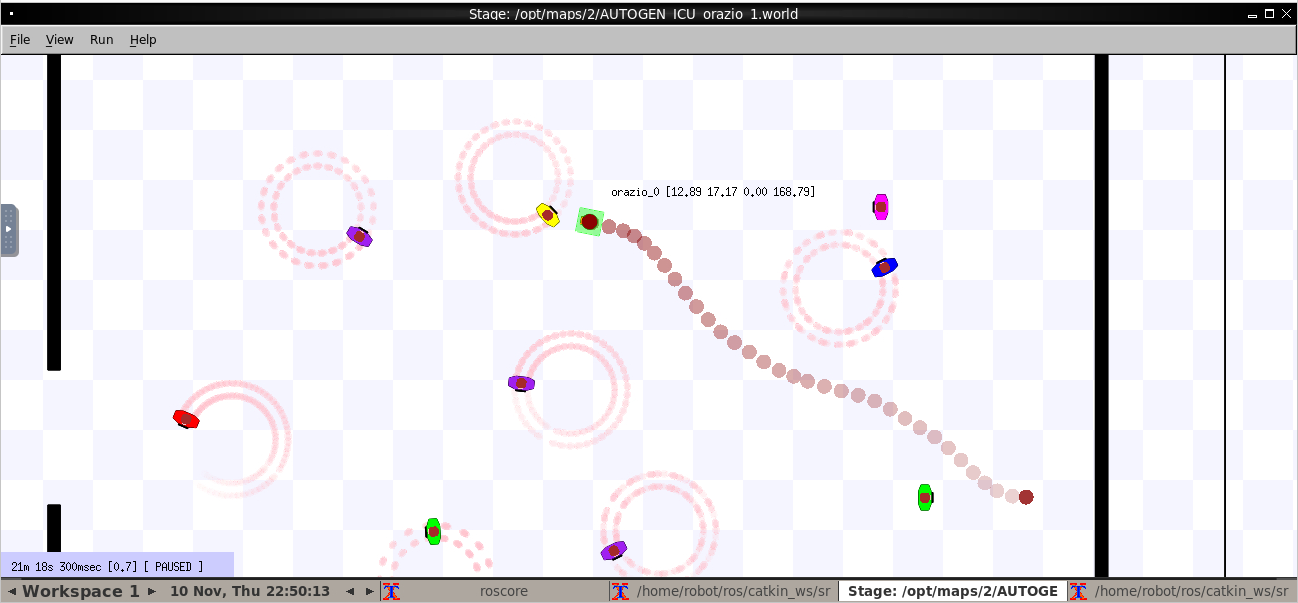 Stage: /opt/maps/2/AUTOGEN_ICU_orazio_1.world
File View Run Help
orazio_0 [12.89 17.17 0.00 168.79]
21m 18s 300msec [0.7] [ PAUSED ]
Workspace 1 10 Nov, Thu 22:50:13 roscore /home/robot/ros/catkin_ws/sr Stage: /opt/maps/2/AUTOGE /home/robot/ros/catkin_ws/sr